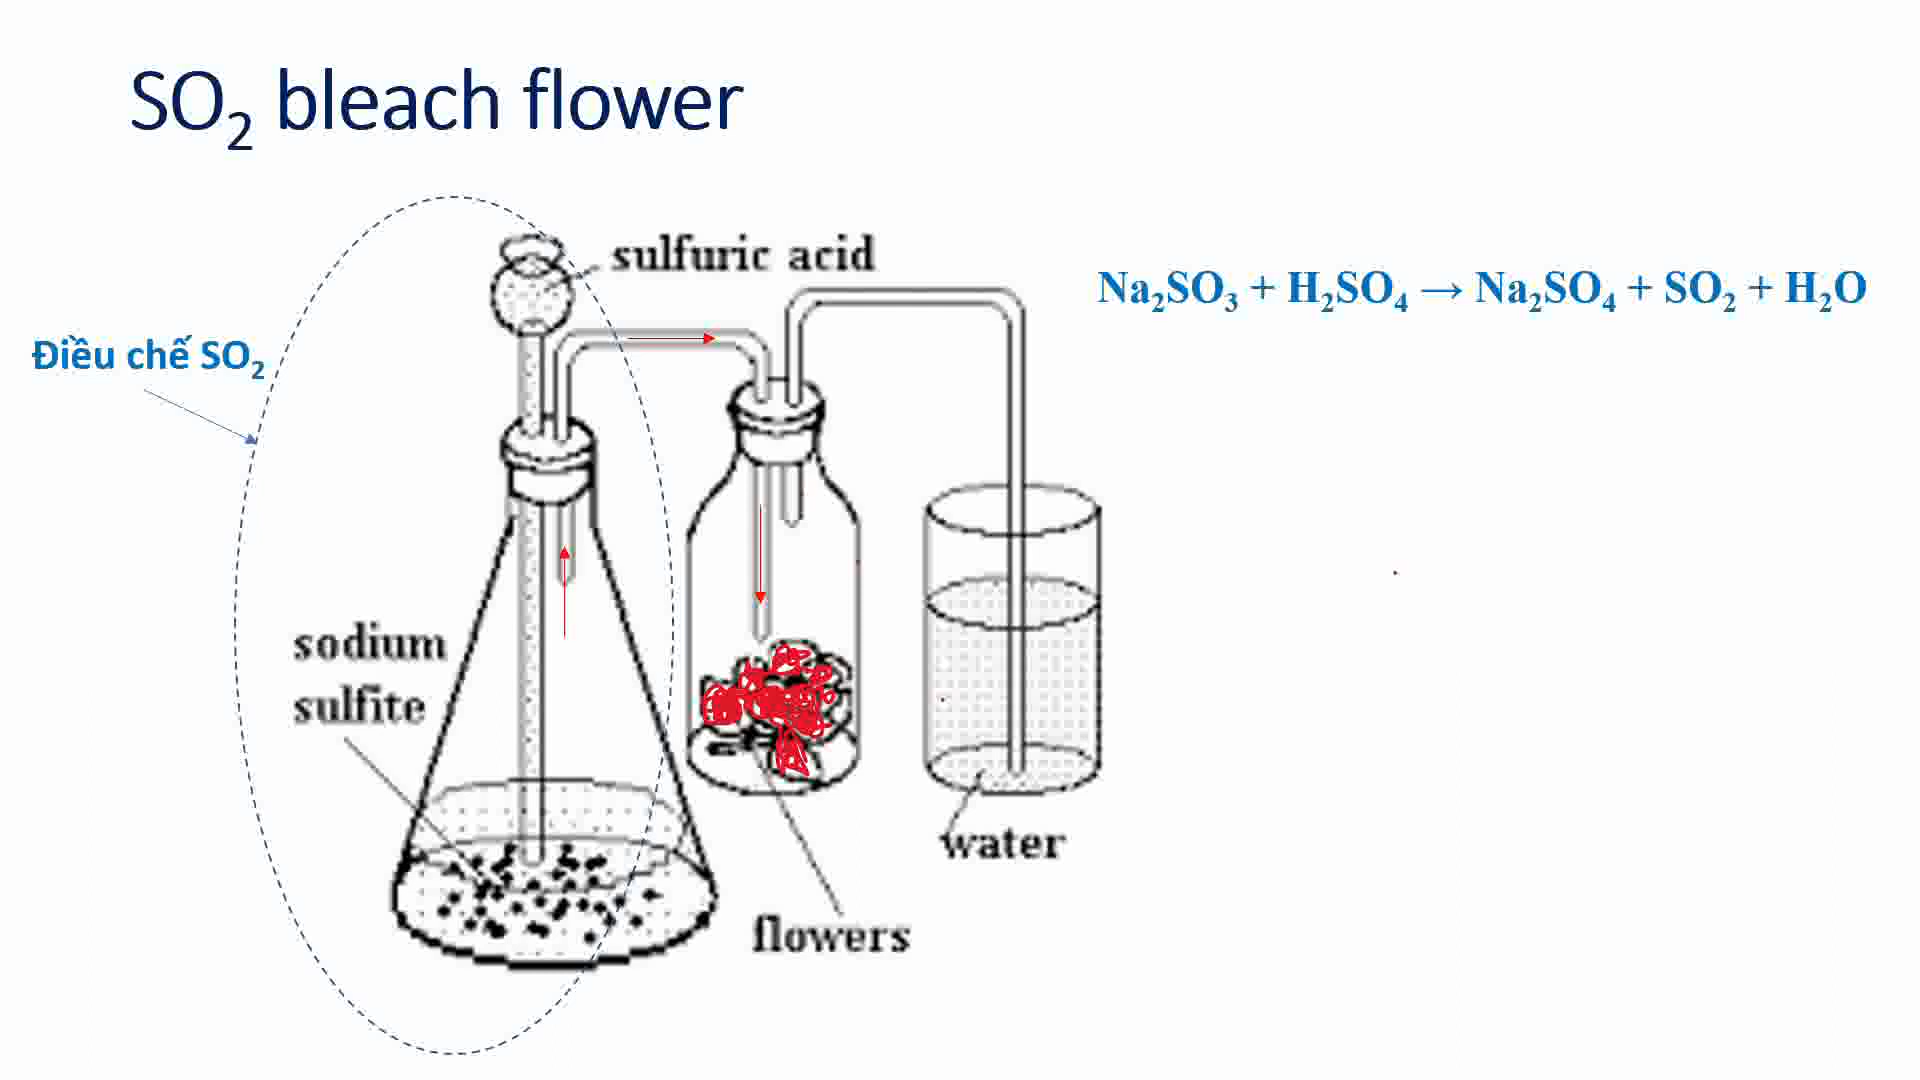 SO₂ bleach flower
sulfuric acid
Na₂SO₃ + H₂SO₄ → Na₂SO₄ + SO₂ + H₂O
Điều chế SO₂
sodium
sulfite
water
flowers